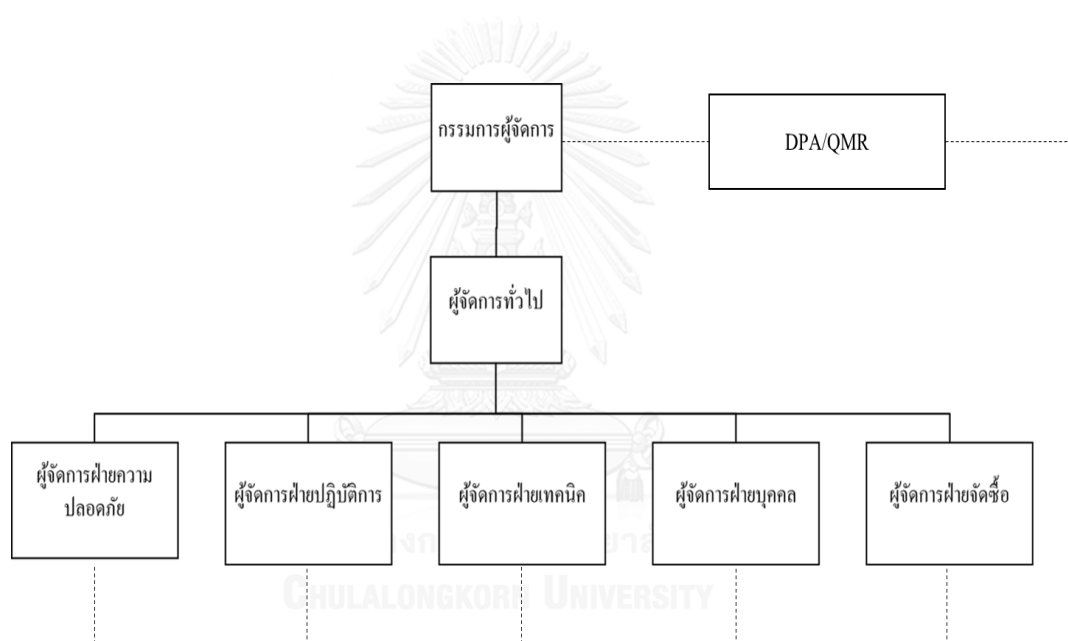 กรรมการผู้จัดการ
DPA/QMR
ผู้จัดการทั่วไป
ผู้จัดการฝ่ายความ
ปลอดภัย
ผู้จัดการฝ่ายปฏิบัติการ
ผู้จัดการฝ่ายเทคนิค
ผู้จัดการฝ่ายบุคคล
ผู้จัดการฝ่ายจัดซื้อ
CHULALONGKORN UNIVERSITY